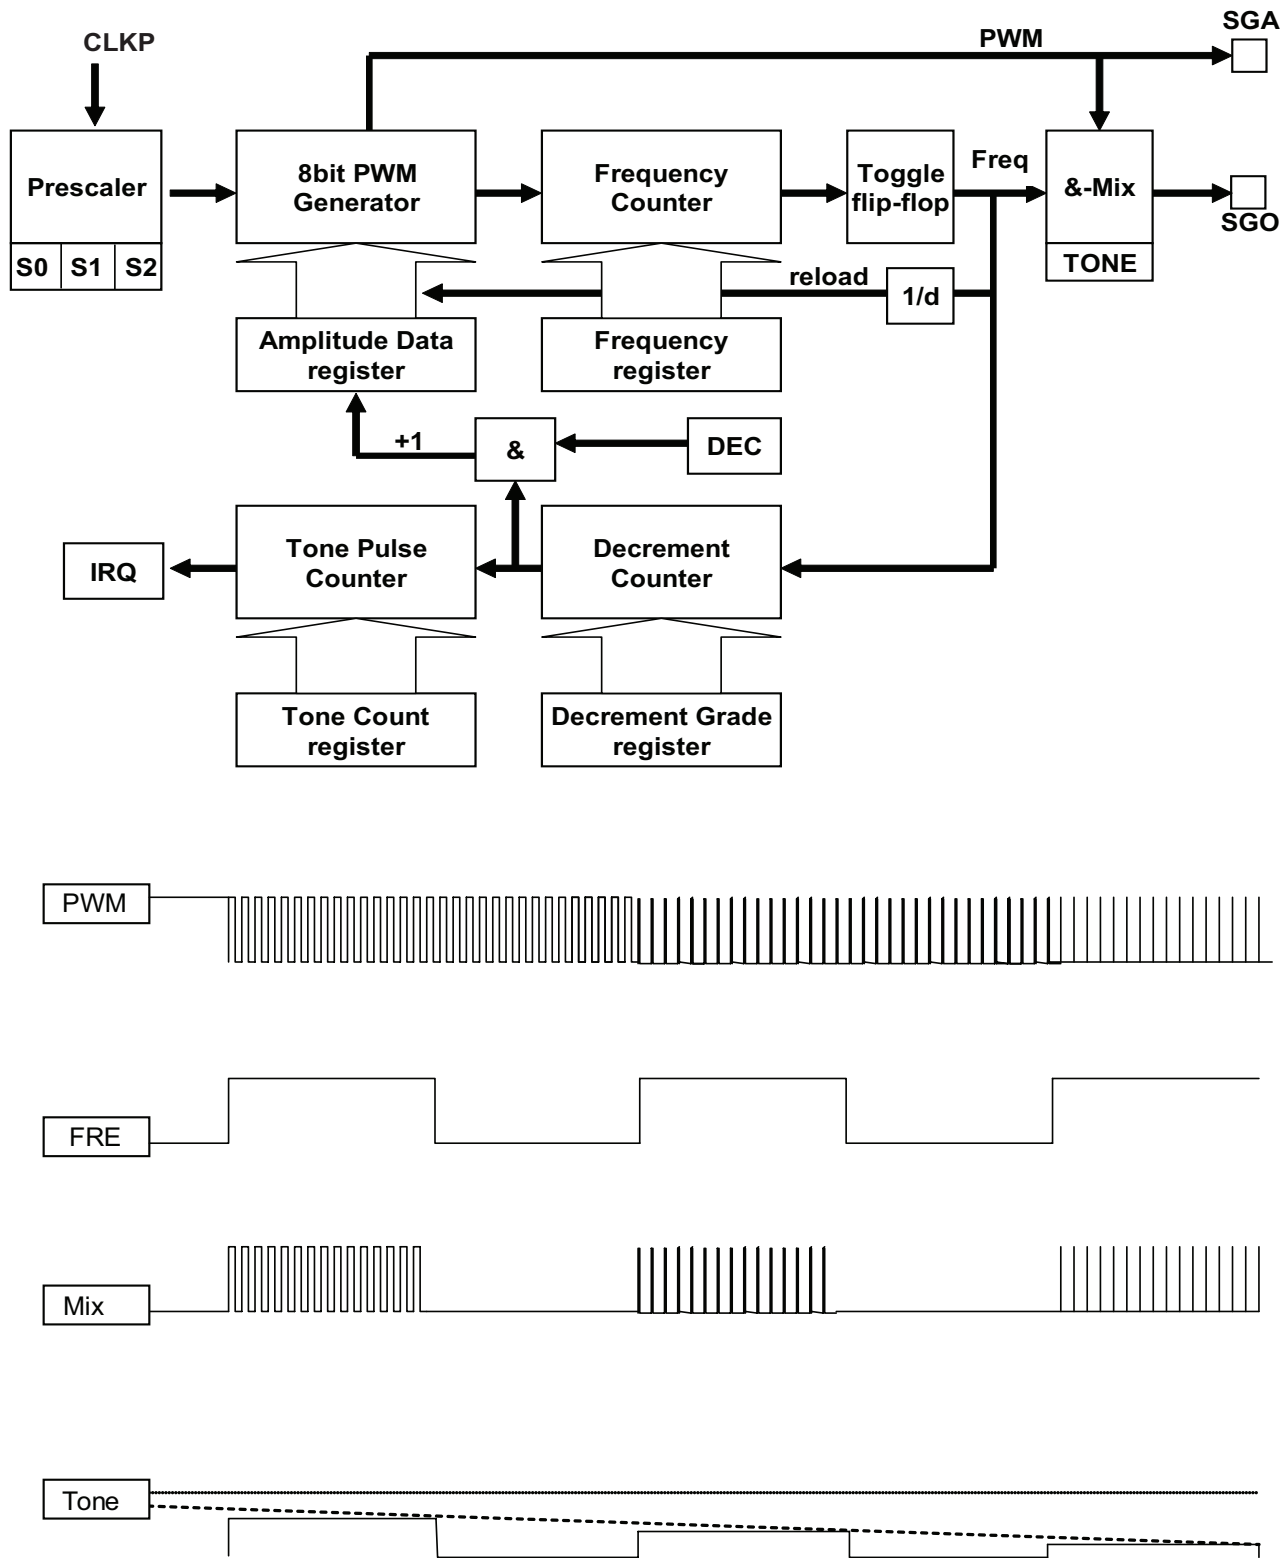 SGA
PWM
CLKP
Prescaler
S0 S1 S2
8bit PWM
Generator
Frequency
Counter
Toggle
flip-flop
Freq
&-Mix
TONE
SGO
reload
1/d
Amplitude Data
register
Frequency
register
+1
&
DEC
IRQ
Tone Pulse
Counter
Decrement
Counter
Tone Count
register
Decrement Grade
register
PWM
FRE
Mix
Tone